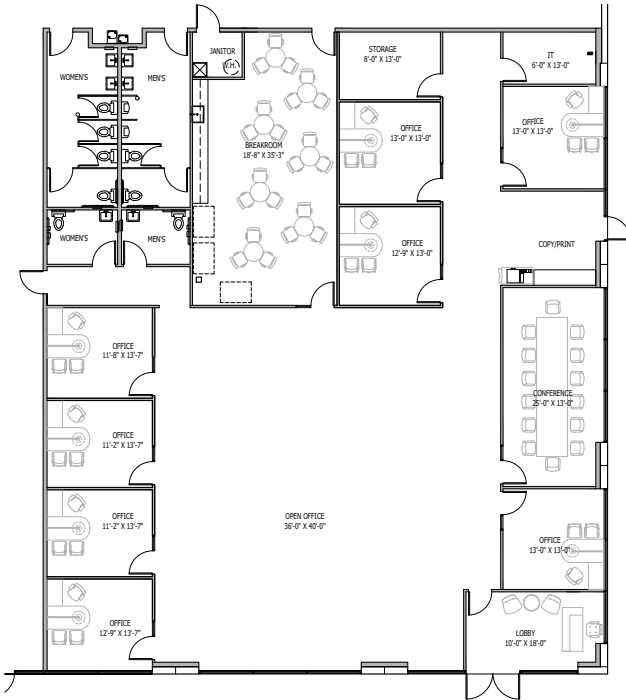 JANITOR
W.H.
STORAGE
8'-0" X 13'-0"
IT
6'-0" X 13'-0"
WOMEN'S
MEN'S
OFFICE
13'-0" X 13'-0"
OFFICE
13'-0" X 13'-0"
BREAKROOM
18'-8" X 35'-3"
WOMEN'S
MEN'S
OFFICE
12'-9" X 13'-0"
COPY/PRINT
OFFICE
11'-8" X 13'-7"
CONFERENCE
25'-0" X 13'-0"
OFFICE
11'-2" X 13'-7"
OFFICE
11'-2" X 13'-7"
OPEN OFFICE
36'-0" X 40'-0"
OFFICE
13'-0" X 13'-0"
OFFICE
12'-9" X 13'-7"
LOBBY
10'-0" X 18'-0"